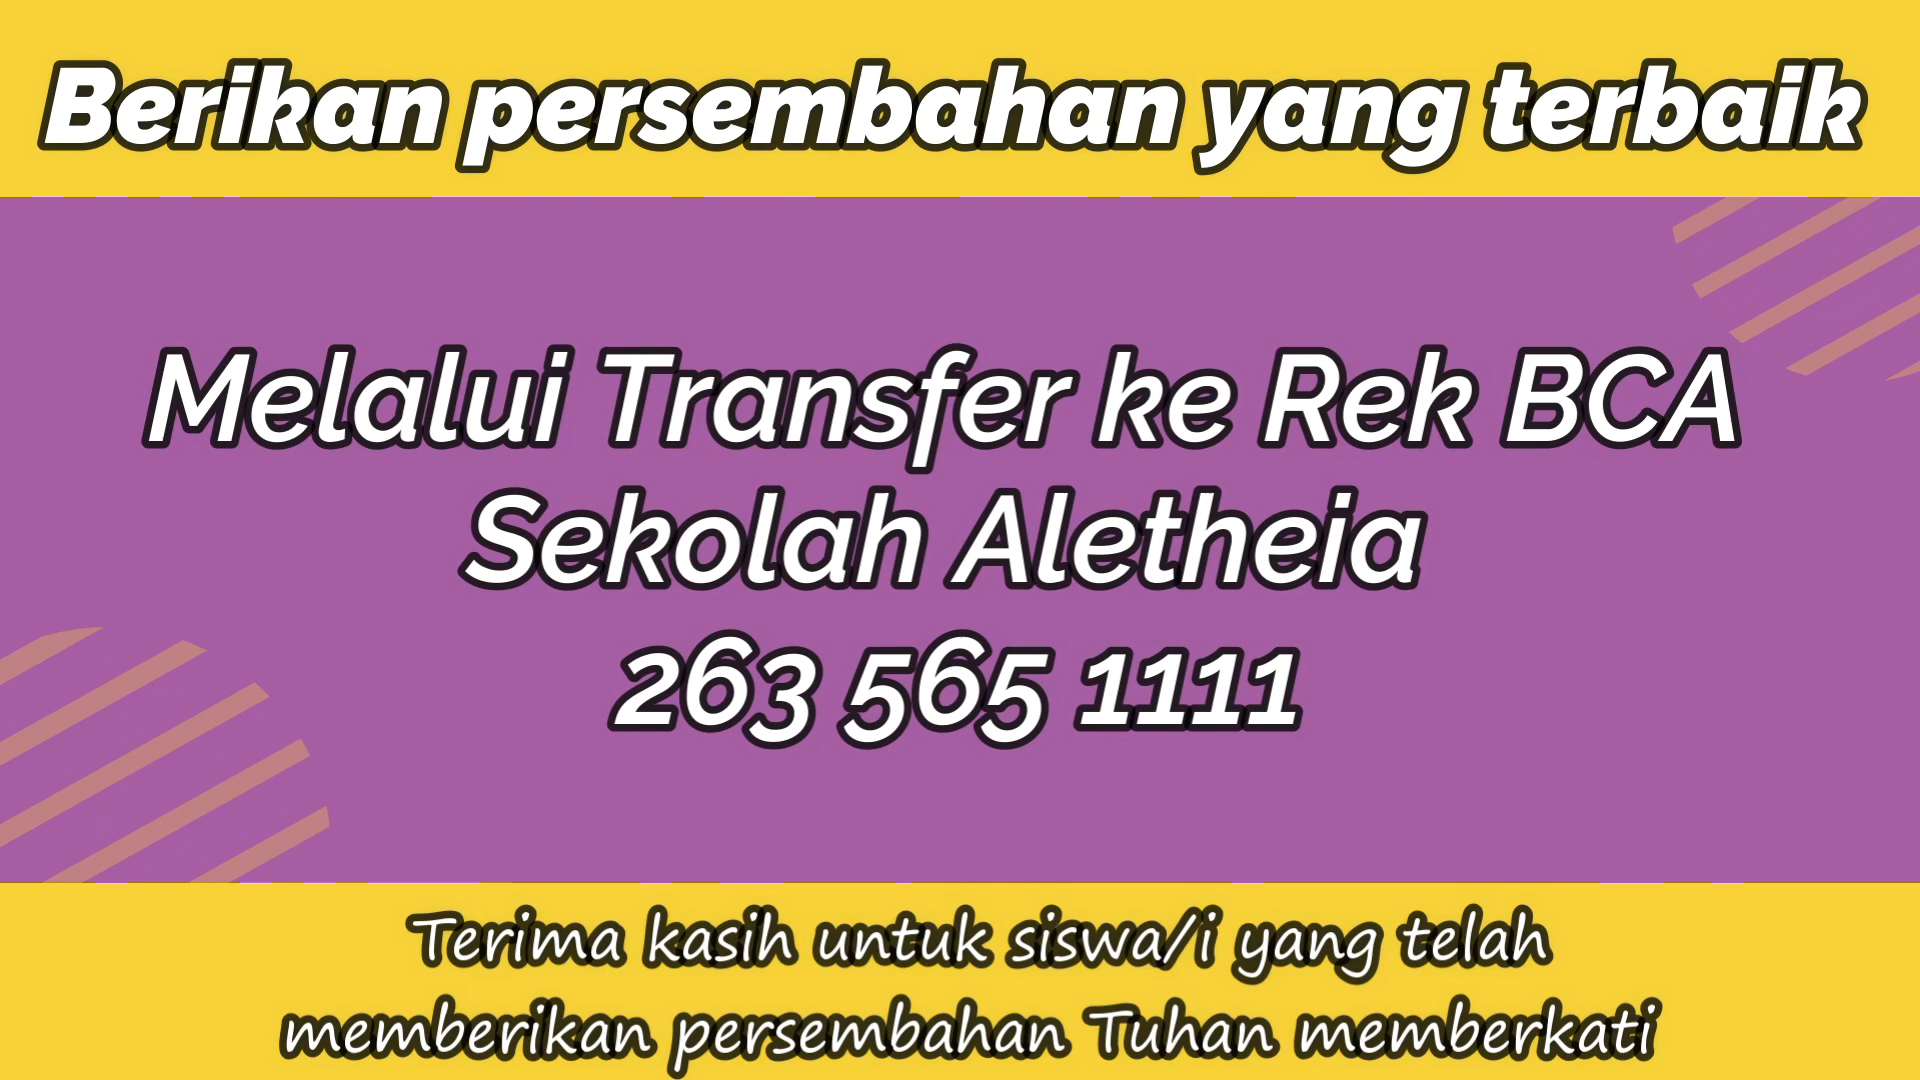 Berikan persembahan yang terbaik
Melalui Transfer ke Rek BCA
Sekolah Aletheia
263 565 1111
Terima kasih untuk siswa/i yang telah
memberikan persembahan Tuhan memberkati